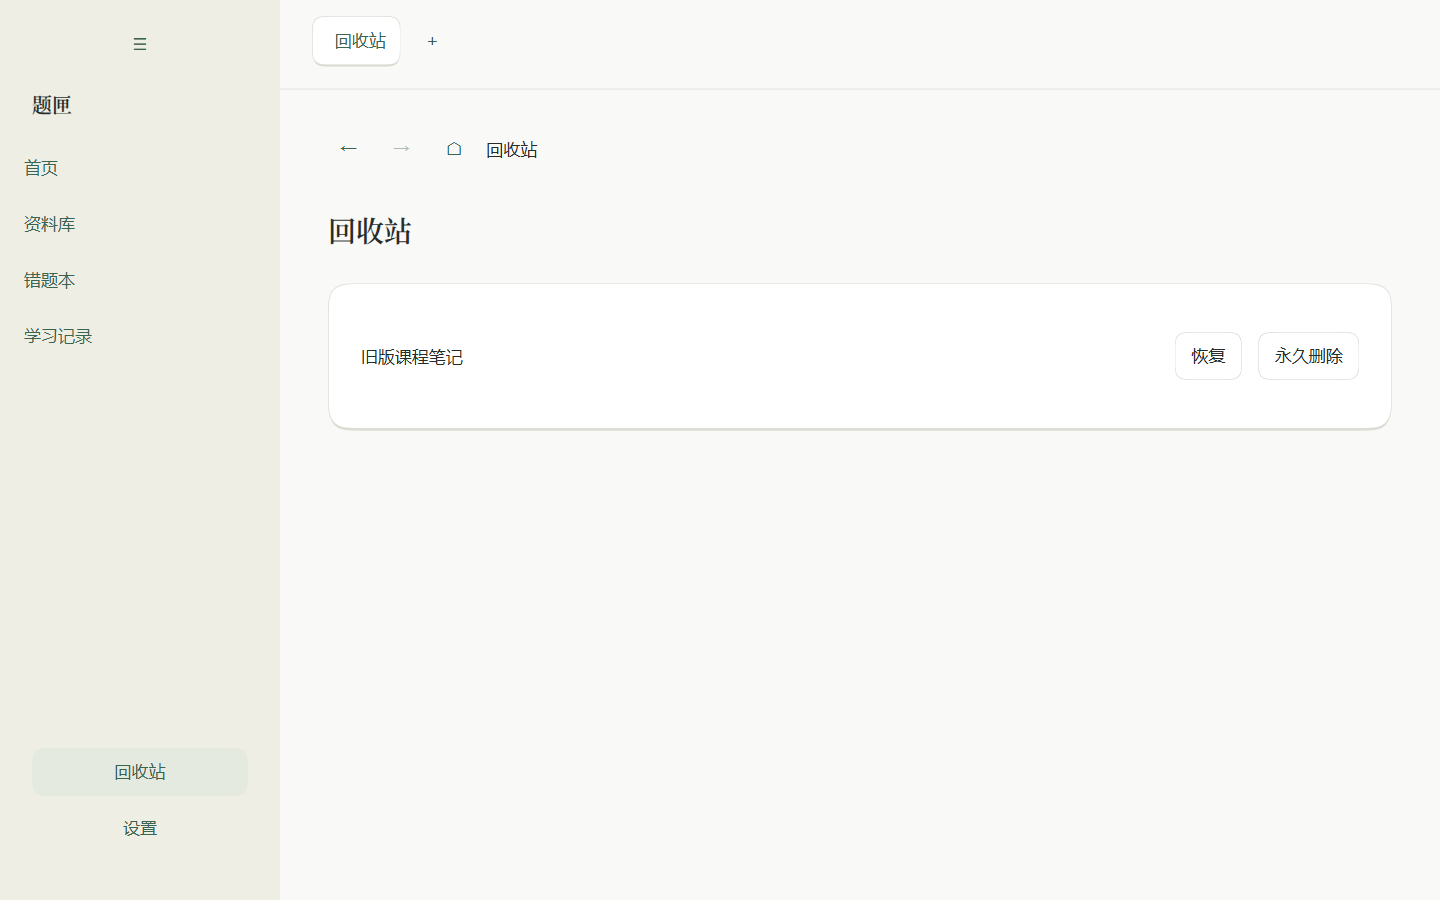 ☰
题匣
首页
资料库
错题本
学习记录
回收站
设置
回收站 +
← → 回收站
回收站
旧版课程笔记 恢复 永久删除